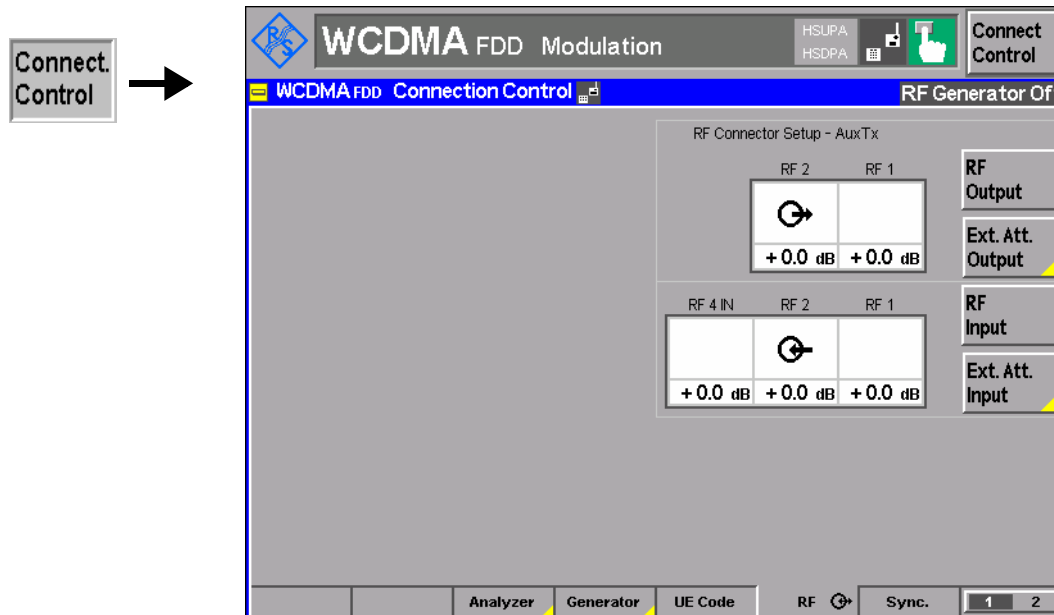 Connect.
Control
R&S
WCDMA FDD Modulation
HSUPA
HSDPA
Connect
Control
WCDMA FDD Connection Control
RF Generator Of
RF Connector Setup - AuxTx
RF 2 RF 1
+ 0.0 dB + 0.0 dB
RF
Output
Ext. Att.
Output
RF 4 IN RF 2 RF 1
+ 0.0 dB + 0.0 dB + 0.0 dB
RF
Input
Ext. Att.
Input
Analyzer Generator UE Code RF Sync. 1 2